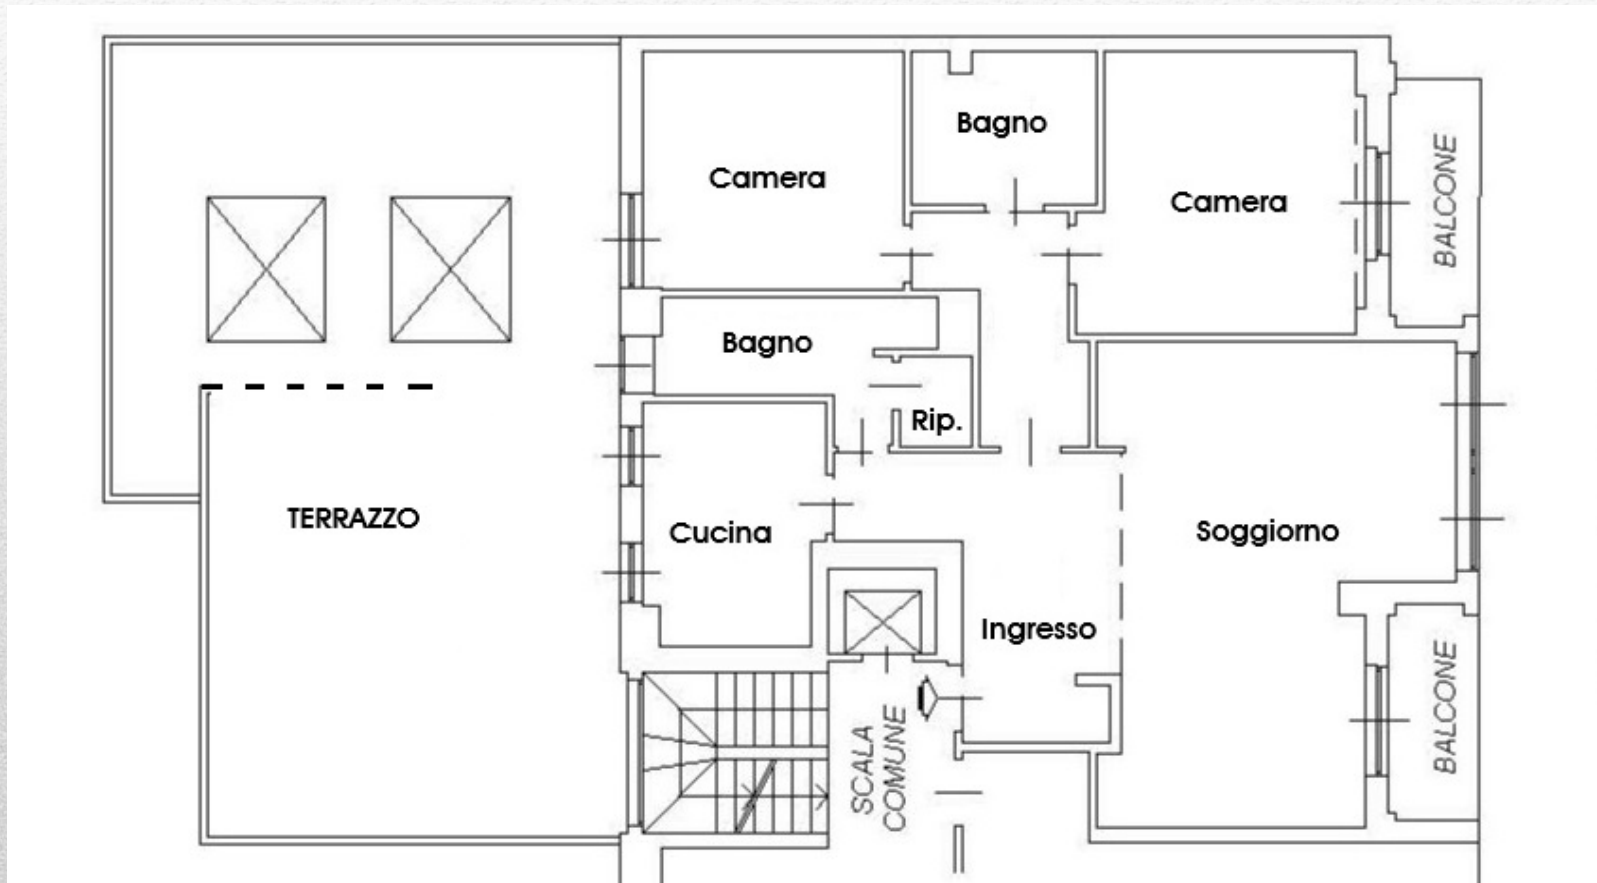 Bagno
Camera
Camera
BALCONE
Bagno
Rip.
TERRAZZO
Cucina
Soggiorno
Ingresso
BALCONE
SCALA
COMUNE